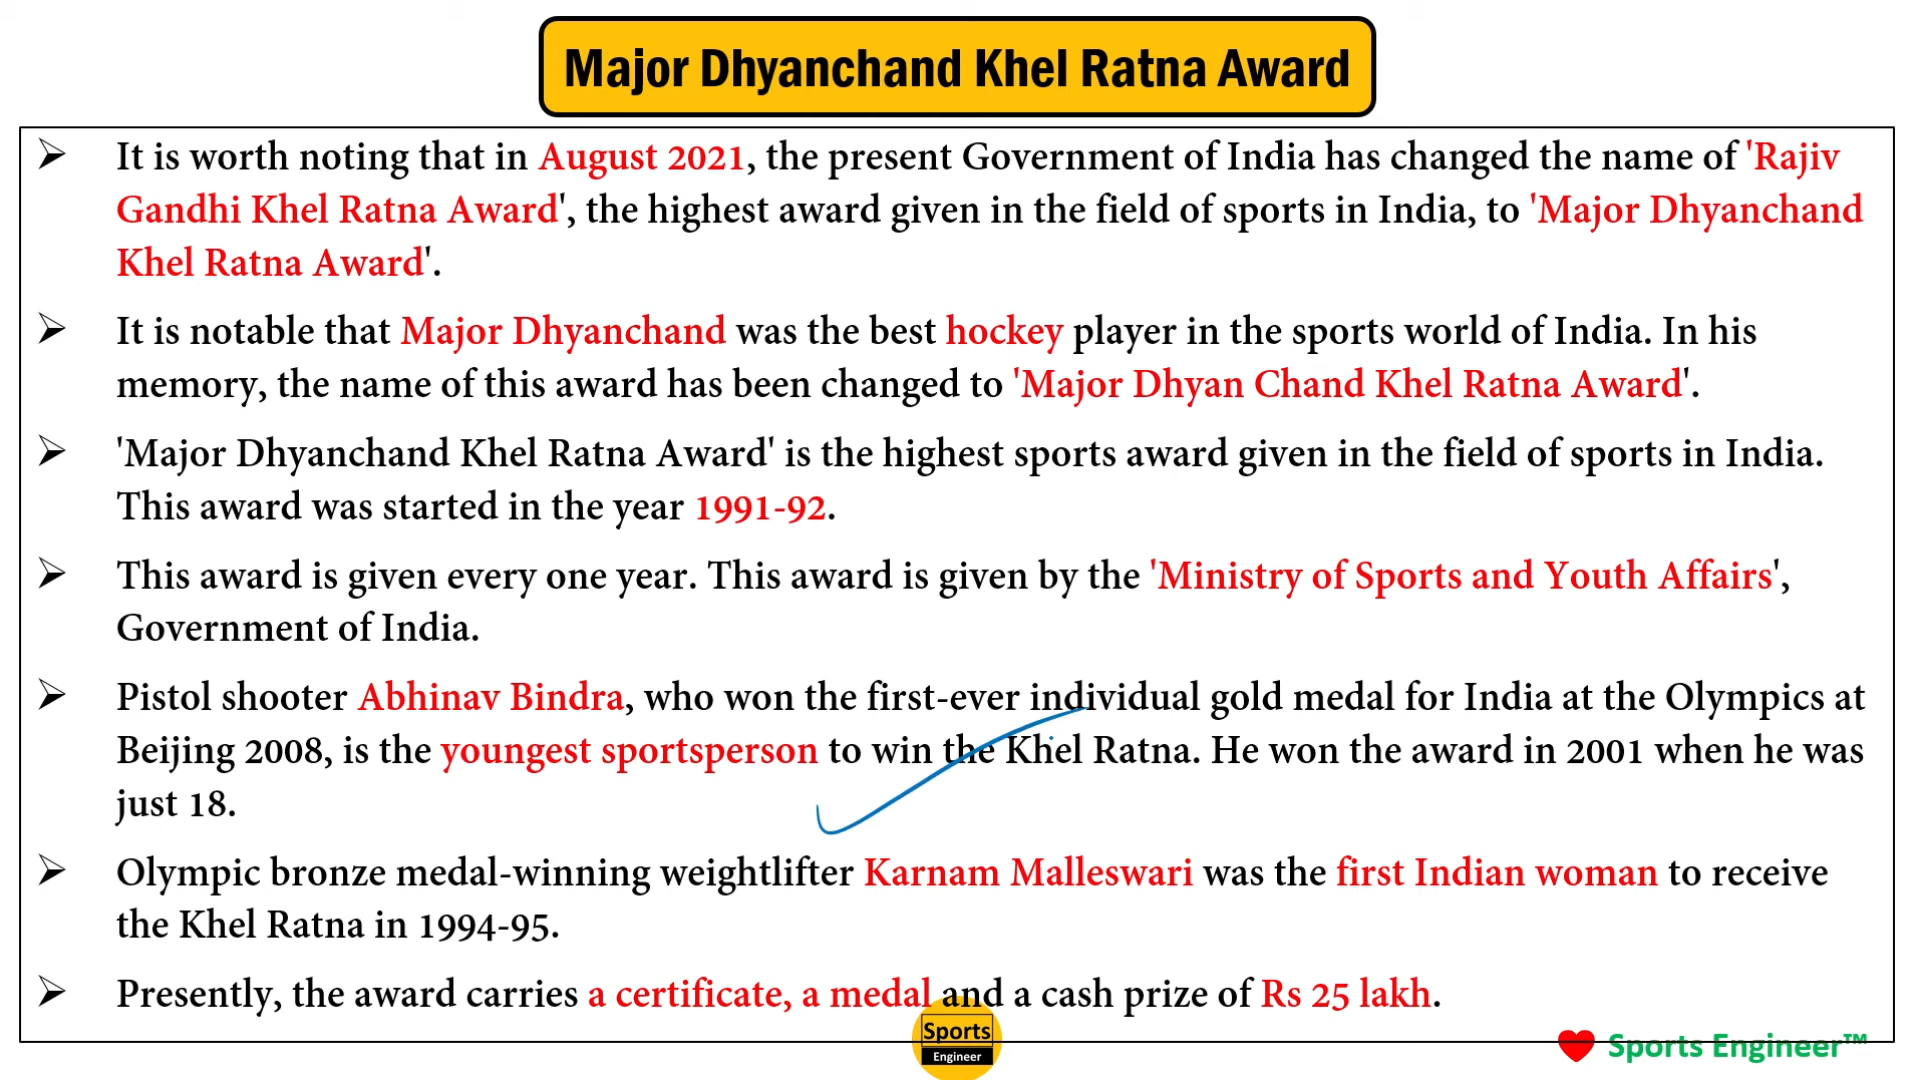 Major Dhyanchand Khel Ratna Award
➢ It is worth noting that in August 2021, the present Government of India has changed the name of 'Rajiv
Gandhi Khel Ratna Award', the highest award given in the field of sports in India, to 'Major Dhyanchand
Khel Ratna Award'.
➢ It is notable that Major Dhyanchand was the best hockey player in the sports world of India. In his
memory, the name of this award has been changed to 'Major Dhyan Chand Khel Ratna Award'.
➢ 'Major Dhyanchand Khel Ratna Award' is the highest sports award given in the field of sports in India.
This award was started in the year 1991-92.
➢ This award is given every one year. This award is given by the 'Ministry of Sports and Youth Affairs',
Government of India.
➢ Pistol shooter Abhinav Bindra, who won the first-ever individual gold medal for India at the Olympics at
Beijing 2008, is the youngest sportsperson to win the Khel Ratna. He won the award in 2001 when he was
just 18.
➢ Olympic bronze medal-winning weightlifter Karnam Malleswari was the first Indian woman to receive
the Khel Ratna in 1994-95.
➢ Presently, the award carries a certificate, a medal and a cash prize of Rs 25 lakh.
Sports
Engineer
Sports Engineer™